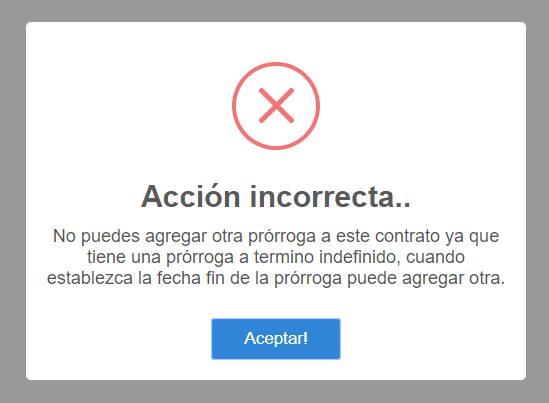 Acción incorrecta..
No puedes agregar otra prórroga a este contrato ya que
tiene una prórroga a termino indefinido, cuando
establezca la fecha fin de la prórroga puede agregar otra.
Aceptar!